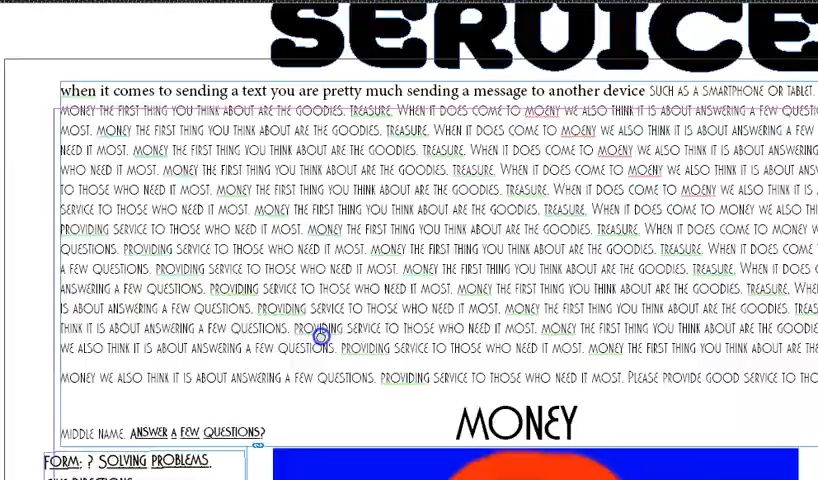 SERVICE
when it comes to sending a text you are pretty much sending a message to another device SUCH AS A SMARTPHONE OR TABLET.
MONEY THE FIRST THING YOU THINK ABOUT ARE THE GOODIES. TREASURE. WHEN IT DOES COME TO MOENY WE ALSO THINK IT IS ABOUT ANSWERING A FEW
MOST. MONEY THE FIRST THING YOU THINK ABOUT ARE THE GOODIES. TREASURE. WHEN IT DOES COME TO MOENY WE ALSO THINK IT IS ABOUT ANSWERING A FEW
NEED IT MOST. MONEY THE FIRST THING YOU THINK ABOUT ARE THE GOODIES. TREASURE. WHEN IT DOES COME TO MOENY WE ALSO THINK IT IS ABOUT ANSWERING
WHO NEED IT MOST. MONEY THE FIRST THING YOU THINK ABOUT ARE THE GOODIES. TREASURE. WHEN IT DOES COME TO MOENY WE ALSO THINK IT IS ABOUT
TO THOSE WHO NEED IT MOST. MONEY THE FIRST THING YOU THINK ABOUT ARE THE GOODIES. TREASURE. WHEN IT DOES COME TO MOENY WE ALSO THINK IT IS
SERVICE TO THOSE WHO NEED IT MOST. MONEY THE FIRST THING YOU THINK ABOUT ARE THE GOODIES. TREASURE. WHEN IT DOES COME TO MONEY WE ALSO
PROVIDING SERVICE TO THOSE WHO NEED IT MOST. MONEY THE FIRST THING YOU THINK ABOUT ARE THE GOODIES. TREASURE. WHEN IT DOES COME TO MONEY
QUESTIONS. PROVIDING SERVICE TO THOSE WHO NEED IT MOST. MONEY THE FIRST THING YOU THINK ABOUT ARE THE GOODIES. TREASURE. WHEN IT DOES COME
A FEW QUESTIONS. PROVIDING SERVICE TO THOSE WHO NEED IT MOST. MONEY THE FIRST THING YOU THINK ABOUT ARE THE GOODIES. TREASURE. WHEN IT DOES
ANSWERING A FEW QUESTIONS. PROVIDING SERVICE TO THOSE WHO NEED IT MOST. MONEY THE FIRST THING YOU THINK ABOUT ARE THE GOODIES. TREASURE.
IS ABOUT ANSWERING A FEW QUESTIONS. PROVIDING SERVICE TO THOSE WHO NEED IT MOST. MONEY THE FIRST THING YOU THINK ABOUT ARE THE GOODIES.
THINK IT IS ABOUT ANSWERING A FEW QUESTIONS. PROVIDING SERVICE TO THOSE WHO NEED IT MOST. MONEY THE FIRST THING YOU THINK ABOUT ARE THE
WE ALSO THINK IT IS ABOUT ANSWERING A FEW QUESTIONS. PROVIDING SERVICE TO THOSE WHO NEED IT MOST. MONEY THE FIRST THING YOU THINK ABOUT ARE
MONEY WE ALSO THINK IT IS ABOUT ANSWERING A FEW QUESTIONS. PROVIDING SERVICE TO THOSE WHO NEED IT MOST. PLEASE PROVIDE GOOD SERVICE TO
MONEY
MIDDLE NAME. ANSWER A FEW QUESTIONS?
FORM: ? SOLVING PROBLEMS.